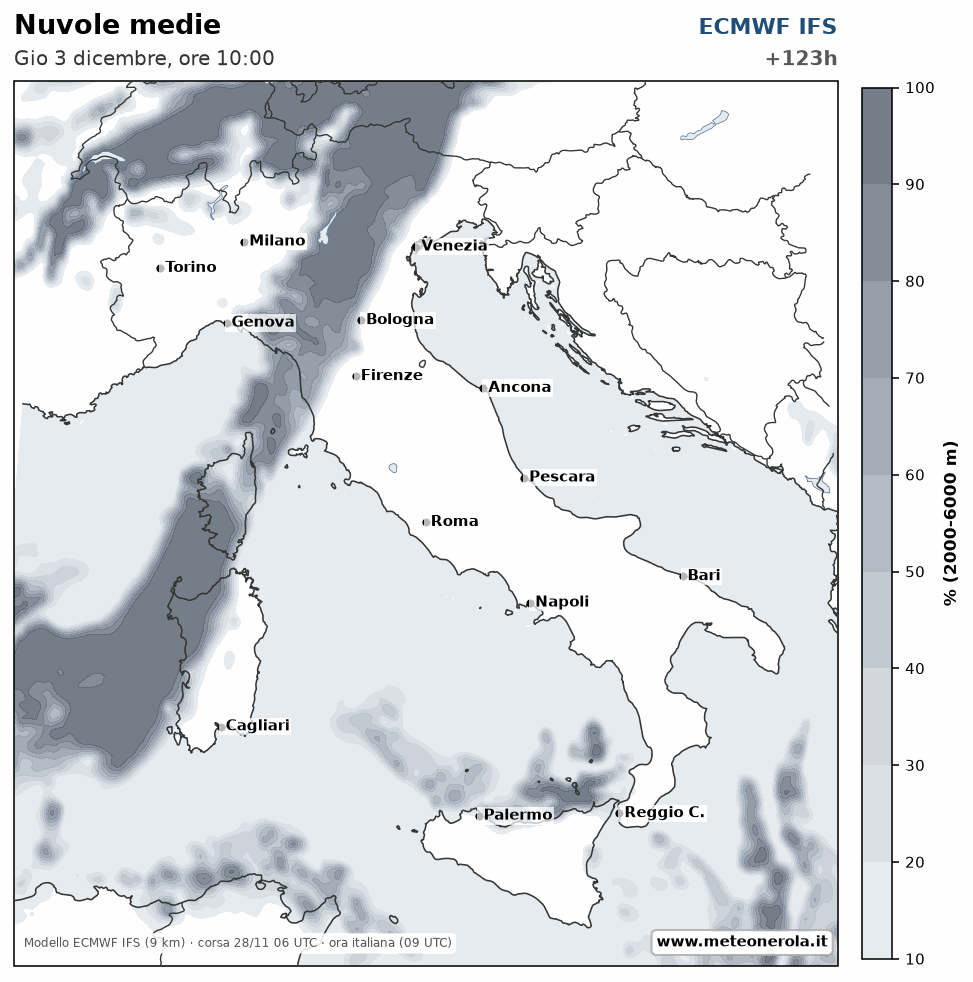 Nuvole medie
ECMWF IFS
Gio 3 dicembre, ore 10:00
+123h
Milano
Venezia
Torino
Genova
Bologna
Firenze
Ancona
Pescara
Roma
Bari
Napoli
Cagliari
Palermo
Reggio C.
Modello ECMWF IFS (9 km) · corsa 28/11 06 UTC · ora italiana (09 UTC)
www.meteonerola.it
100
90
80
70
60
50
40
30
20
10
% (2000-6000 m)